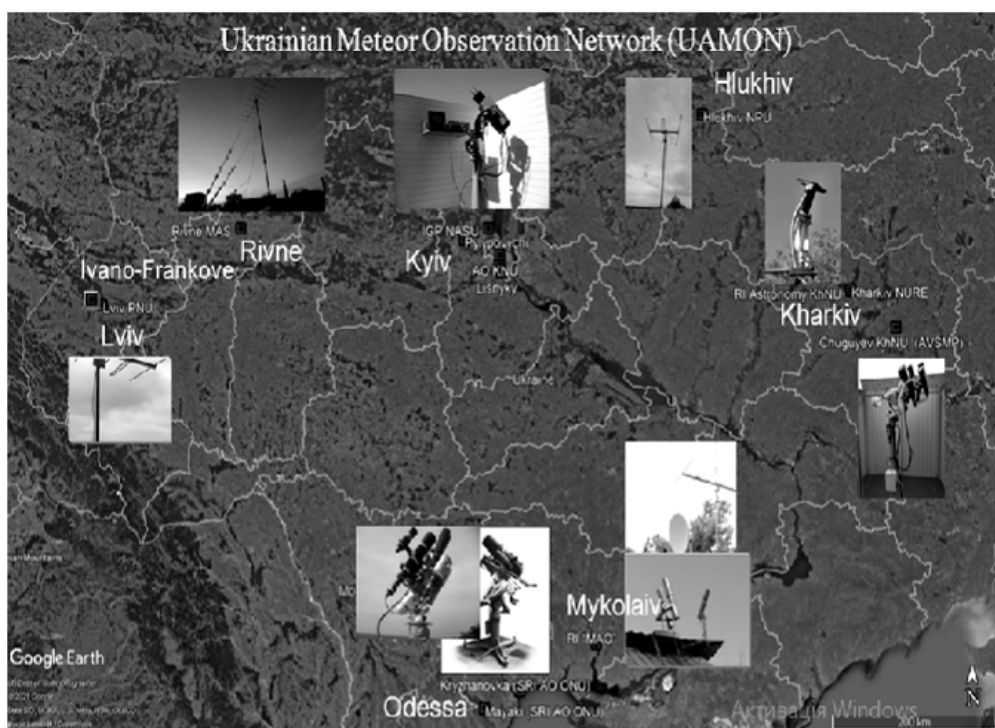 Ukrainian Meteor Observation Network (UAMON)
Hlukhiv
Hlukhiv NPU
Rivne MAS
Rivne
IGP NASU
Pylypovichi
Kyiv
AO KNU
Lisnyky
Ivano-Frankove
Lviv PNU
Lviv
RI Astronomy KhNU
Kharkiv NURE
Kharkiv
Chuguyev KhNU (AVSMP)
Ukraine
Mykolaiv
RI "MAO"
Google Earth
Kryzhanovka (SRI AO ONU)
Odessa
Mayaki (SRI AO ONU)
Активація Windows
200 km
N